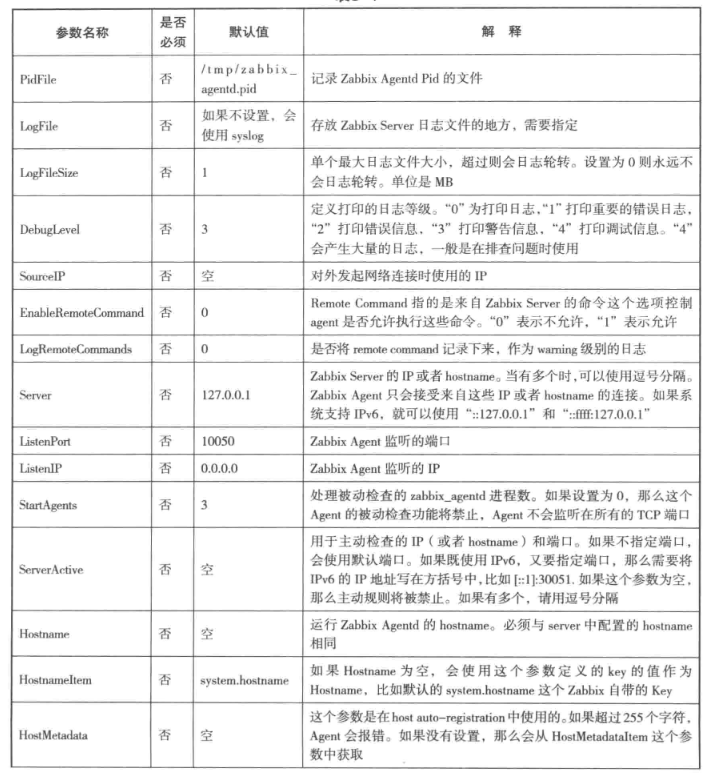 参数名称 是否必须 默认值 解 释
PidFile 否 /tmp/zabbix_agentd.pid 记录 Zabbix Agentd Pid 的文件
LogFile 否 如果不设置，会使用 syslog 存放 Zabbix Server 日志文件的地方，需要指定
LogFileSize 否 1 单个最大日志文件大小，超过则会日志轮转。设置为 0 则永远不
会日志轮转。单位是 MB
DebugLevel 否 3 定义打印的日志等级。“0”为打印日志，“1”打印重要的错误日志，
“2”打印错误信息，“3”打印警告信息，“4”打印调试信息。“4”
会产生大量的日志，一般是在排查问题时使用
SourceIP 否 空 对外发起网络连接时使用的 IP
EnableRemoteCommand 否 0 Remote Command 指的是来自 Zabbix Server 的命令这个选项控制
agent 是否允许执行这些命令。“0”表示不允许，“1”表示允许
LogRemoteCommands 否 0 是否将 remote command 记录下来，作为 warning 级别的日志
Server 否 127.0.0.1 Zabbix Server 的 IP 或者 hostname。当有多个时，可以使用逗号分隔。
Zabbix Agent 只会接受来自这些 IP 或者 hostname 的连接。如果系
统支持 IPv6，就可以使用“::127.0.0.1”和“::ffff:127.0.0.1”
ListenPort 否 10050 Zabbix Agent 监听的端口
ListenIP 否 0.0.0.0 Zabbix Agent 监听的 IP
StartAgents 否 3 处理被动检查的 zabbix_agentd 进程数。如果设置为 0，那么这个
Agent 的被动检查功能将禁止，Agent 不会监听在所有的 TCP 端口
ServerActive 否 空 用于主动检查的 IP（或者 hostname）和端口。如果不指定端口，
会使用默认端口。如果既使用 IPv6，又要指定端口，那么需要将
IPv6 的 IP 地址写在方括号中，比如 [::1]:30051. 如果这个参数为空，
那么主动规则将被禁止。如果有多个，请用逗号分隔
Hostname 否 空 运行 Zabbix Agentd 的 hostname。必须与 server 中配置的 hostname
相同
HostnameItem 否 system.hostname 如果 Hostname 为空，会使用这个参数定义的 key 的值作为
Hostname，比如默认的 system.hostname 这个 Zabbix 自带的 Key
HostMetadata 否 空 这个参数是在 host auto-registration 中使用的。如果超过 255 个字符，
Agent 会报错。如果没有设置，那么会从 HostMetadataItem 这个参
数中获取